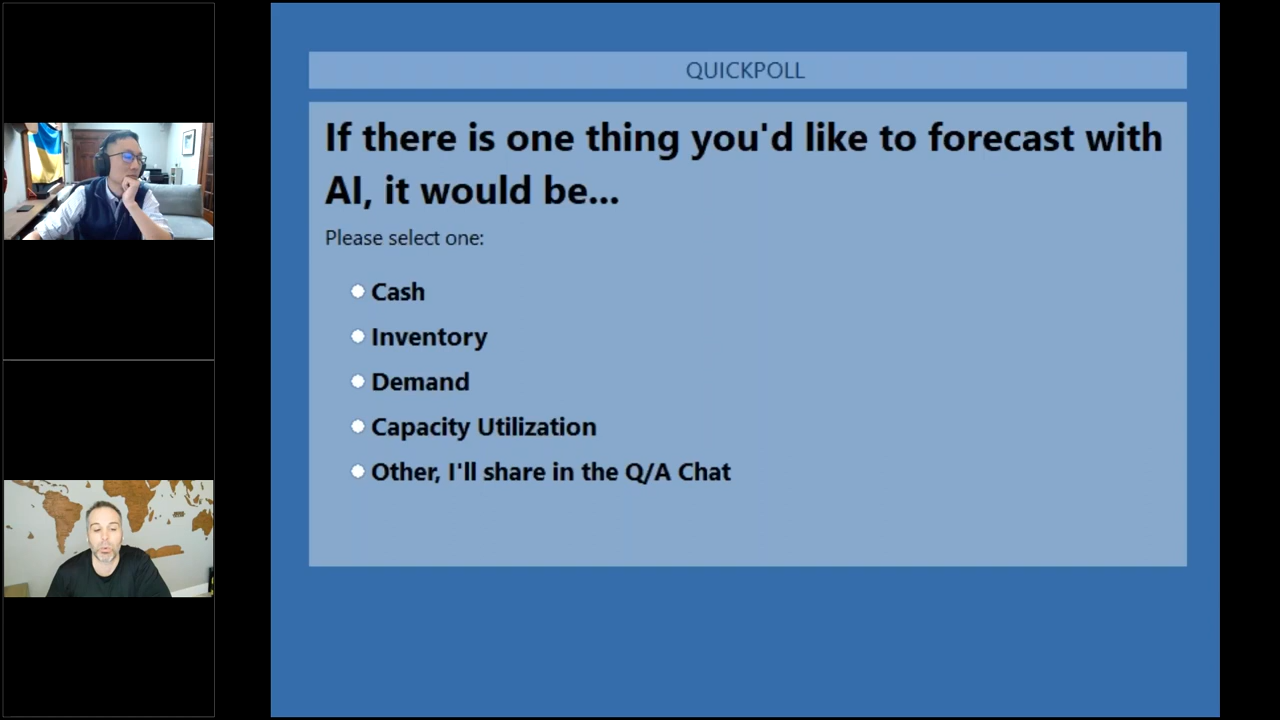 QUICKPOLL
If there is one thing you'd like to forecast with
AI, it would be...
Please select one:
Cash
Inventory
Demand
Capacity Utilization
Other, I'll share in the Q/A Chat